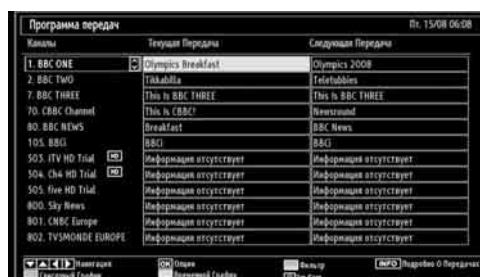 Программа передач Пт. 15/08 06:08
Каналы Текущая Передача Следующая Передача
1. BBC ONE Olympics Breakfast Olympics 2008
2. BBC TWO Tikkabilla Teletubbies
7. BBC THREE This Is BBC THREE This Is BBC THREE
70. CBBC Channel This Is CBBC! Newsround
80. BBC NEWS Breakfast BBC News
105. BBCi BBCi BBCi
503. ITV HD Trial HD Информация отсутствует Информация отсутствует
504. Ch4 HD Trial HD Информация отсутствует Информация отсутствует
505. five HD Trial Информация отсутствует Информация отсутствует
800. Sky News Информация отсутствует Информация отсутствует
801. CNBC Europe Информация отсутствует Информация отсутствует
802. TV5MONDE EUROPE Информация отсутствует Информация отсутствует
Навигация OK Опции Фильтр INFO Подробно О Передачах